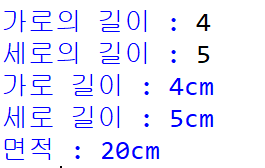 가로의 길이 : 4
세로의 길이 : 5
가로 길이 : 4cm
세로 길이 : 5cm
면적 : 20cm